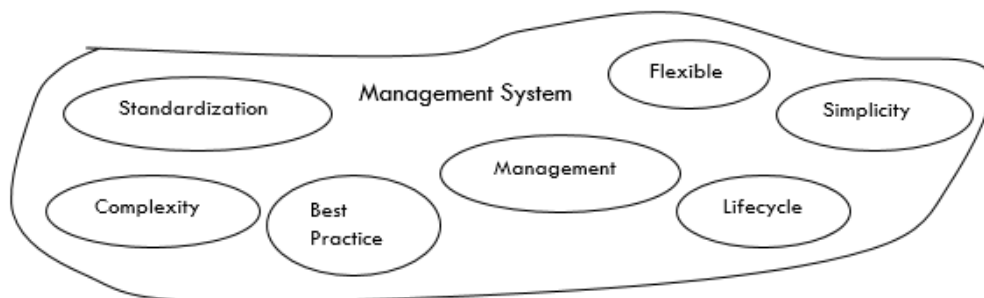 Flexible
Management System
Standardization
Simplicity
Management
Complexity
Best
Practice
Lifecycle